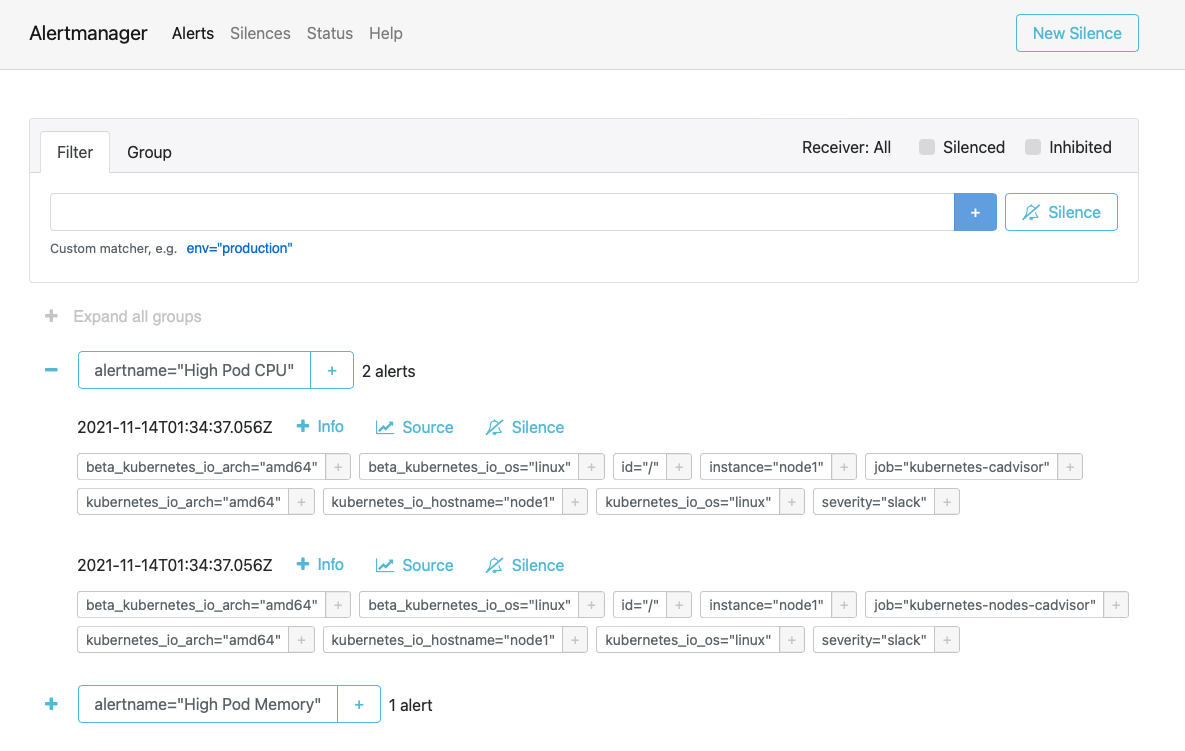 Alertmanager Alerts Silences Status Help New Silence
Filter Group Receiver: All Silenced Inhibited
+ Silence
Custom matcher, e.g. env="production"
+ Expand all groups
− alertname="High Pod CPU" + 2 alerts
2021-11-14T01:34:37.056Z + Info Source Silence
beta_kubernetes_io_arch="amd64" + beta_kubernetes_io_os="linux" + id="/" + instance="node1" + job="kubernetes-cadvisor" +
kubernetes_io_arch="amd64" + kubernetes_io_hostname="node1" + kubernetes_io_os="linux" + severity="slack" +
2021-11-14T01:34:37.056Z + Info Source Silence
beta_kubernetes_io_arch="amd64" + beta_kubernetes_io_os="linux" + id="/" + instance="node1" + job="kubernetes-nodes-cadvisor" +
kubernetes_io_arch="amd64" + kubernetes_io_hostname="node1" + kubernetes_io_os="linux" + severity="slack" +
+ alertname="High Pod Memory" + 1 alert